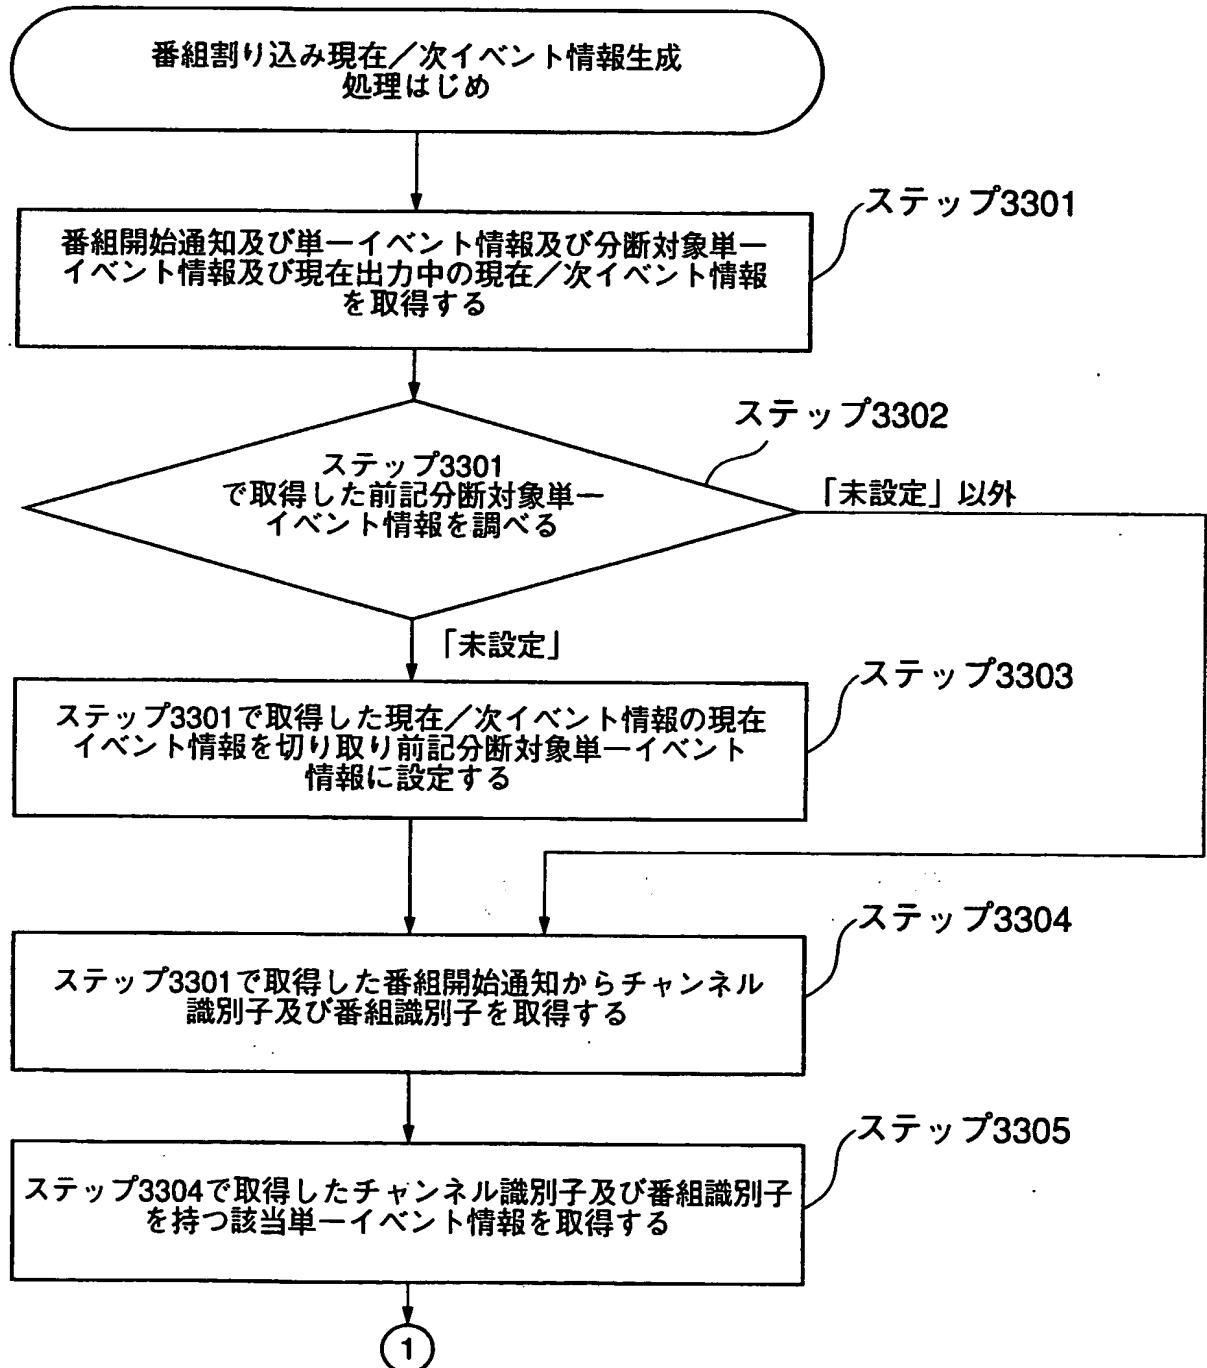 番組割り込み現在／次イベント情報生成
処理はじめ
ステップ3301
番組開始通知及び単一イベント情報及び分断対象単一
イベント情報及び現在出力中の現在／次イベント情報
を取得する
ステップ3302
ステップ3301
で取得した前記分断対象単一
イベント情報を調べる
「未設定」以外
「未設定」
ステップ3303
ステップ3301で取得した現在／次イベント情報の現在
イベント情報を切り取り前記分断対象単一イベント
情報に設定する
ステップ3304
ステップ3301で取得した番組開始通知からチャンネル
識別子及び番組識別子を取得する
ステップ3305
ステップ3304で取得したチャンネル識別子及び番組識別子
を持つ該当単一イベント情報を取得する
1